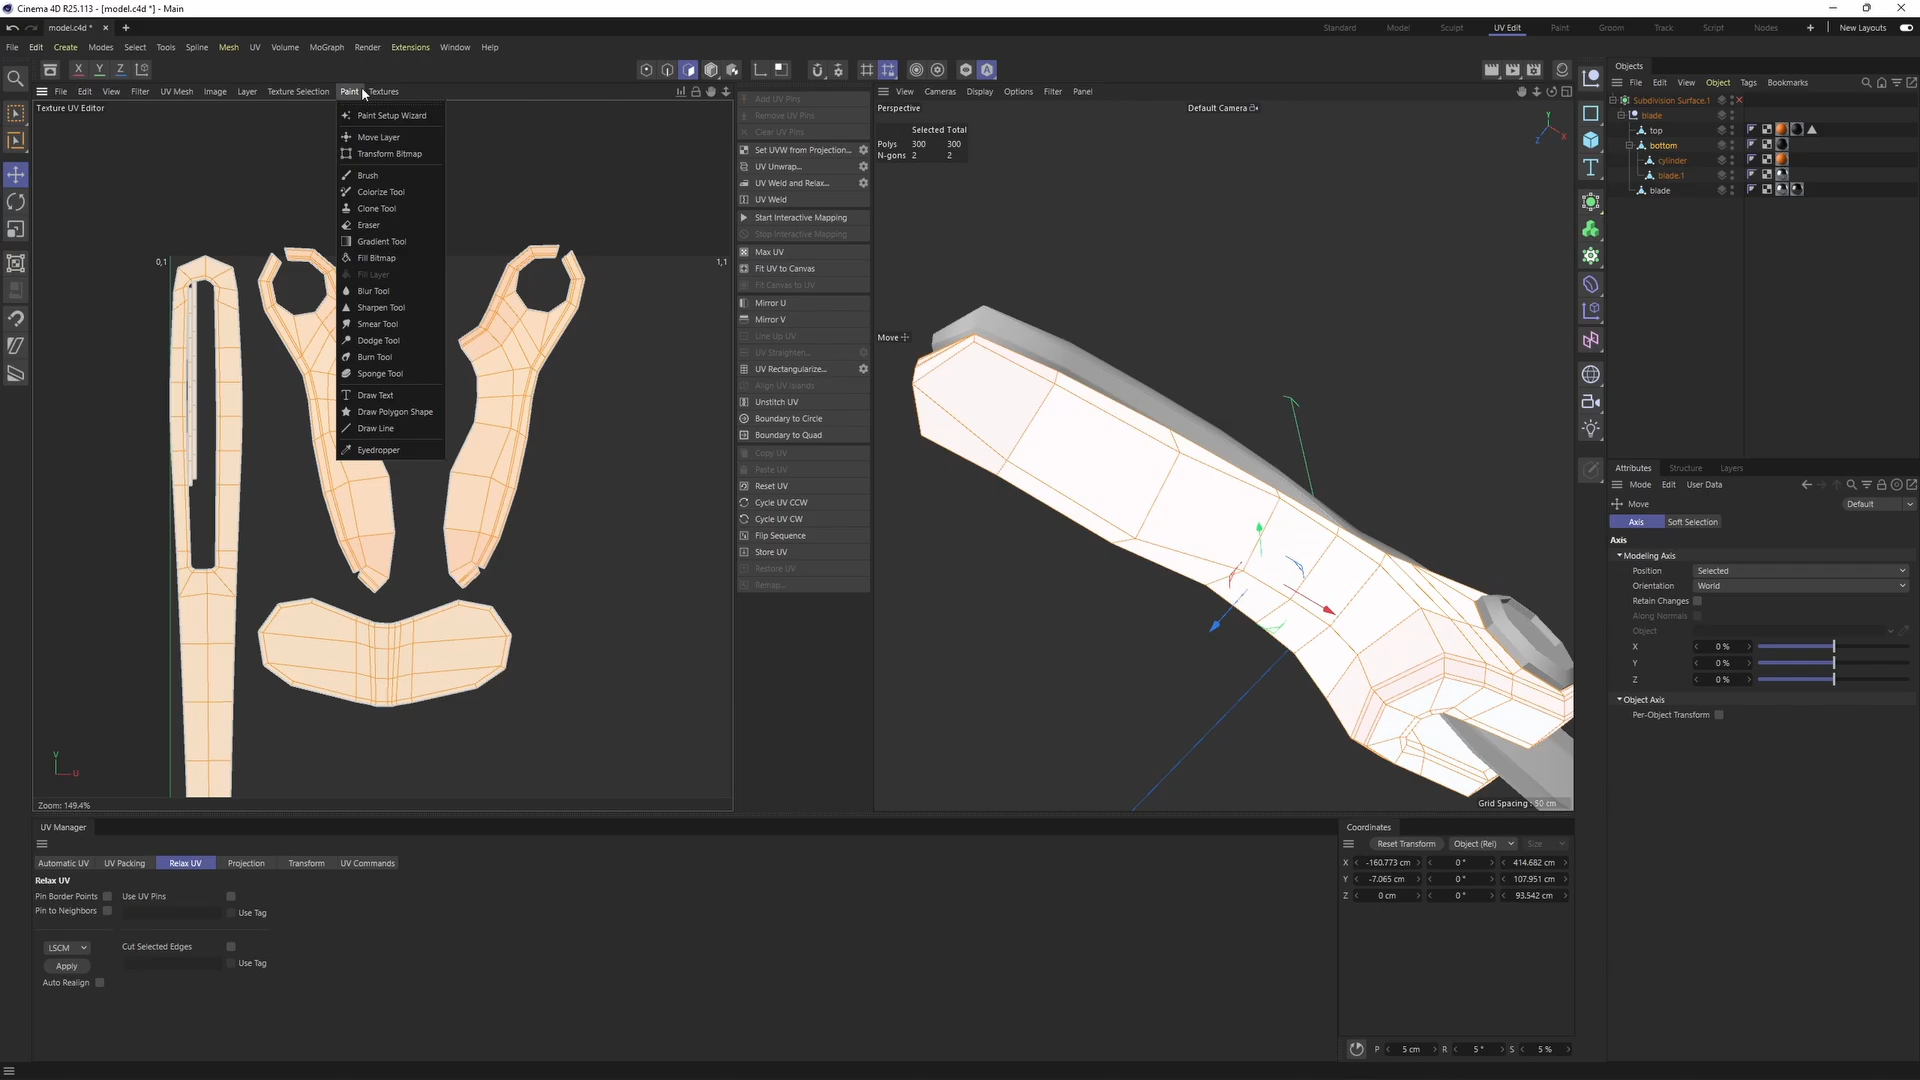 Cinema 4D R25.113 - [model.c4d *] - Main
model.c4d *
Standard Model Sculpt UV Edit Paint Groom Track Script Nodes New Layouts
File Edit Create Modes Select Tools Spline Mesh UV Volume MoGraph Render Extensions Window Help
X Y Z
File Edit View Filter UV Mesh Image Layer Texture Selection Paint Textures
Texture UV Editor
Paint Setup Wizard
Move Layer
Transform Bitmap
Brush
Colorize Tool
Clone Tool
Eraser
Gradient Tool
Fill Bitmap
Fill Layer
Blur Tool
Sharpen Tool
Smear Tool
Dodge Tool
Burn Tool
Sponge Tool
Draw Text
Draw Polygon Shape
Draw Line
Eyedropper
0,1
1,1
V
U
Zoom: 149.4%
Add UV Pins
Remove UV Pins
Clear UV Pins
Set UVW from Projection...
UV Unwrap...
UV Weld and Relax...
UV Weld
Start Interactive Mapping
Stop Interactive Mapping
Max UV
Fit UV to Canvas
Fit Canvas to UV
Mirror U
Mirror V
Line Up UV
UV Straighten...
UV Rectangularize...
Align UV Islands
Unstitch UV
Boundary to Circle
Boundary to Quad
Copy UV
Paste UV
Reset UV
Cycle UV CCW
Cycle UV CW
Flip Sequence
Store UV
Restore UV
Remap...
View Cameras Display Options Filter Panel
Perspective
Default Camera
Selected Total
Polys 300 300
N-gons 2 2
Y
Z
X
Move
Grid Spacing : 50 cm
Objects
File Edit View Object Tags Bookmarks
Subdivision Surface.1
blade
top
bottom
cylinder
blade.1
blade
Attributes Structure Layers
Mode Edit User Data
Move Default
Axis Soft Selection
Axis
Modeling Axis
Position Selected
Orientation World
Retain Changes
Along Normals
Object
X 0 %
Y 0 %
Z 0 %
Object Axis
Per-Object Transform
UV Manager
Automatic UV UV Packing Relax UV Projection Transform UV Commands
Relax UV
Pin Border Points Use UV Pins
Pin to Neighbors Use Tag
LSCM Cut Selected Edges
Apply Use Tag
Auto Realign
Coordinates
Reset Transform Object (Rel) Size
X -160.773 cm 0 ° 414.682 cm
Y -7.065 cm 0 ° 107.951 cm
Z 0 cm 0 ° 93.542 cm
P 5 cm R 5 ° S 5 %